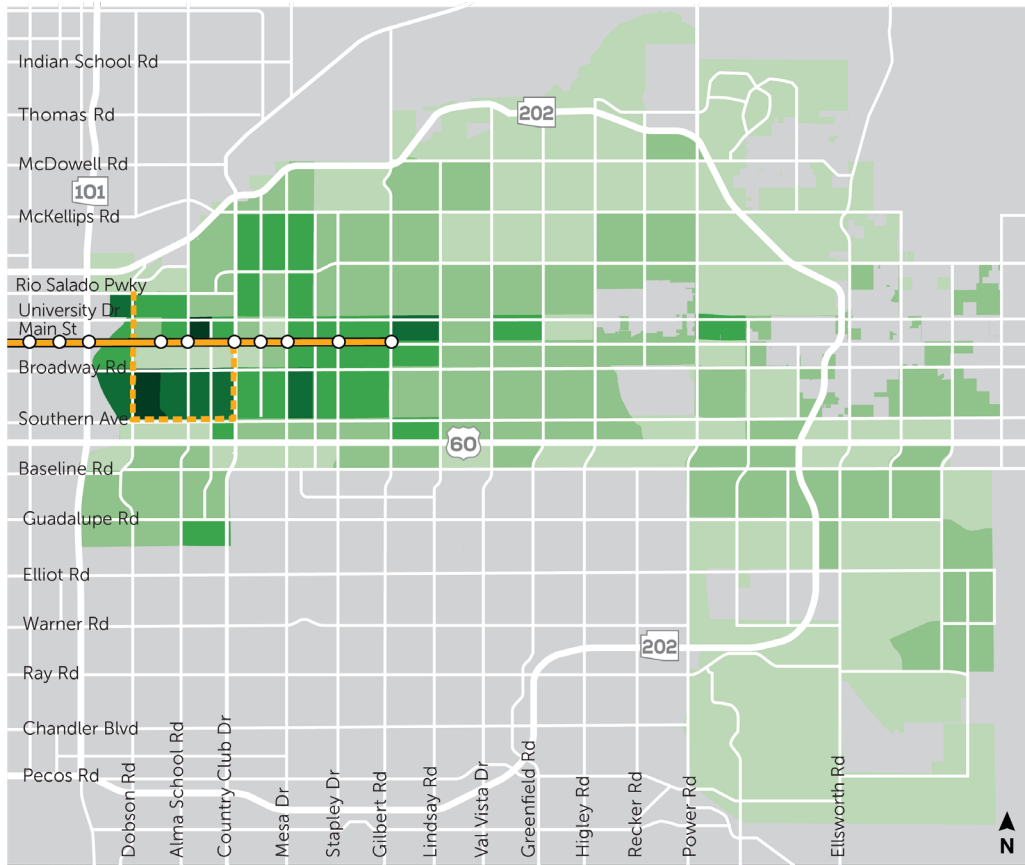 Indian School Rd
Thomas Rd
202
McDowell Rd
101
McKellips Rd
Rio Salado Pwky
University Dr
Main St
Broadway Rd
Southern Ave
60
Baseline Rd
Guadalupe Rd
Elliot Rd
Warner Rd
202
Ray Rd
Chandler Blvd
Pecos Rd
Dobson Rd
Alma School Rd
Country Club Dr
Mesa Dr
Stapley Dr
Gilbert Rd
Lindsay Rd
Val Vista Dr
Greenfield Rd
Higley Rd
Recker Rd
Power Rd
Ellsworth Rd
N